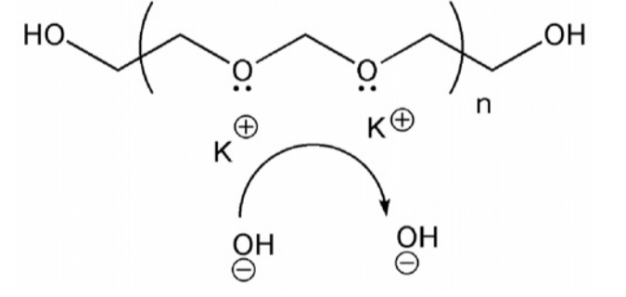 HO OH
O O
n
K⊕ K⊕
OH⊖ OH⊖